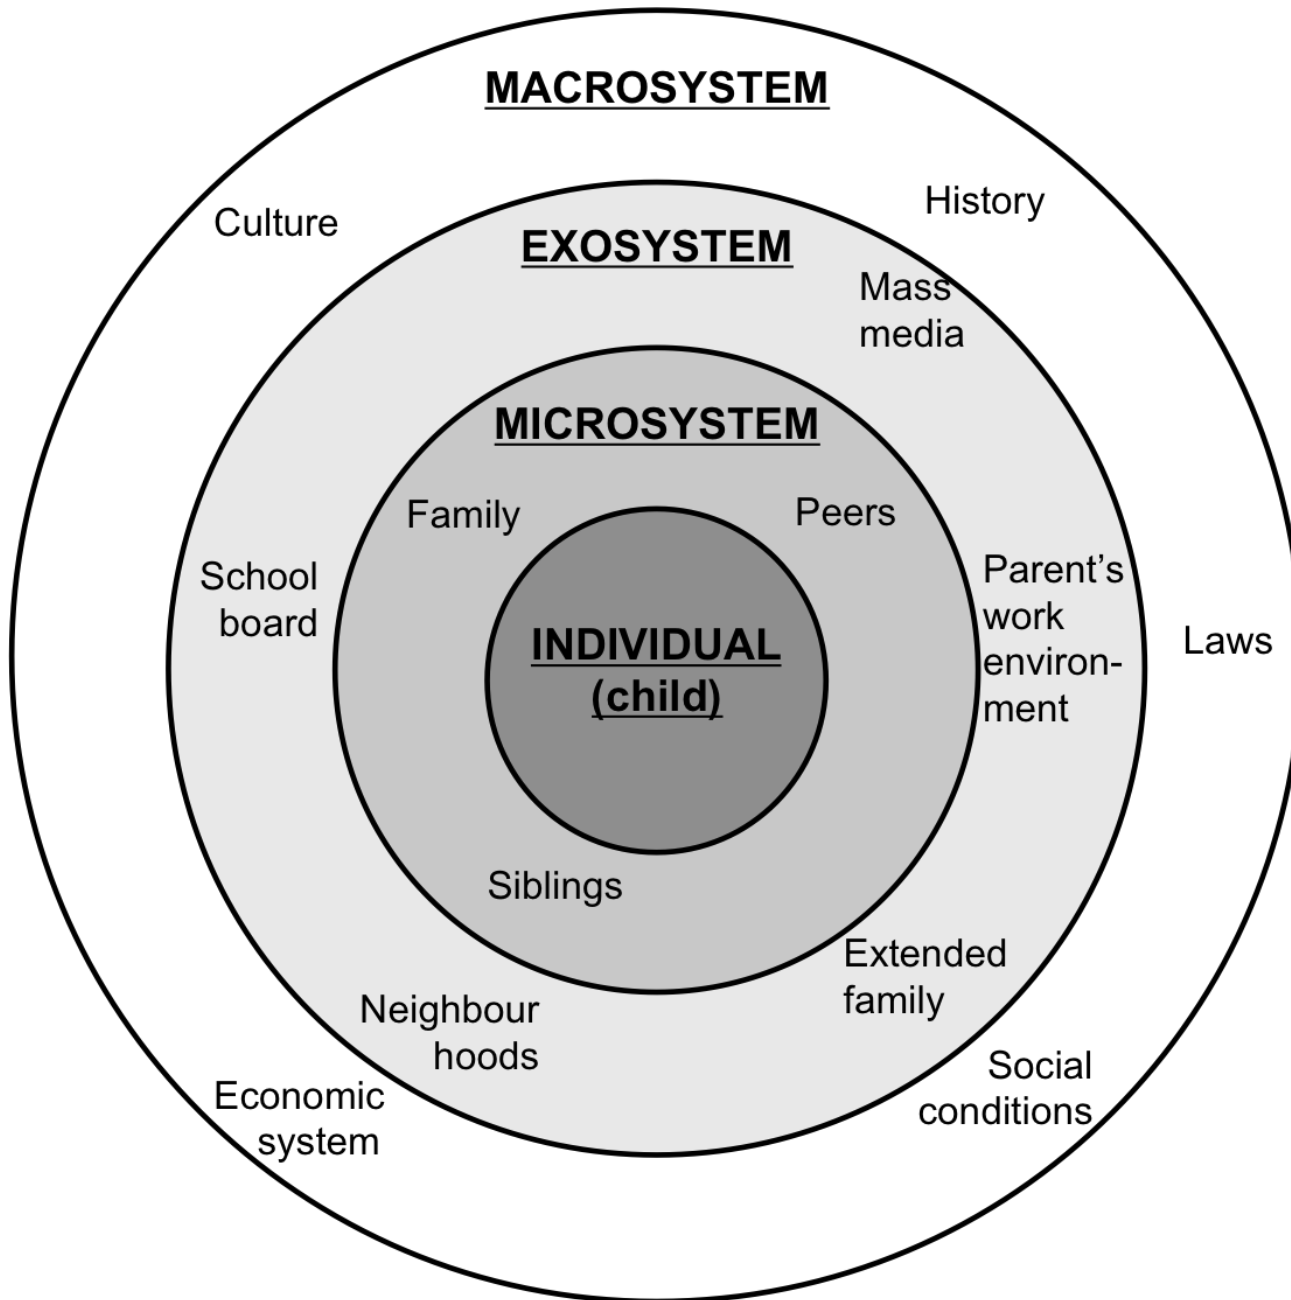 MACROSYSTEM
Culture
History
EXOSYSTEM
Mass
media
MICROSYSTEM
Family
Peers
School
board
INDIVIDUAL
(child)
Parent’s
work
environ-
ment
Laws
Siblings
Extended
family
Neighbour
hoods
Social
conditions
Economic
system